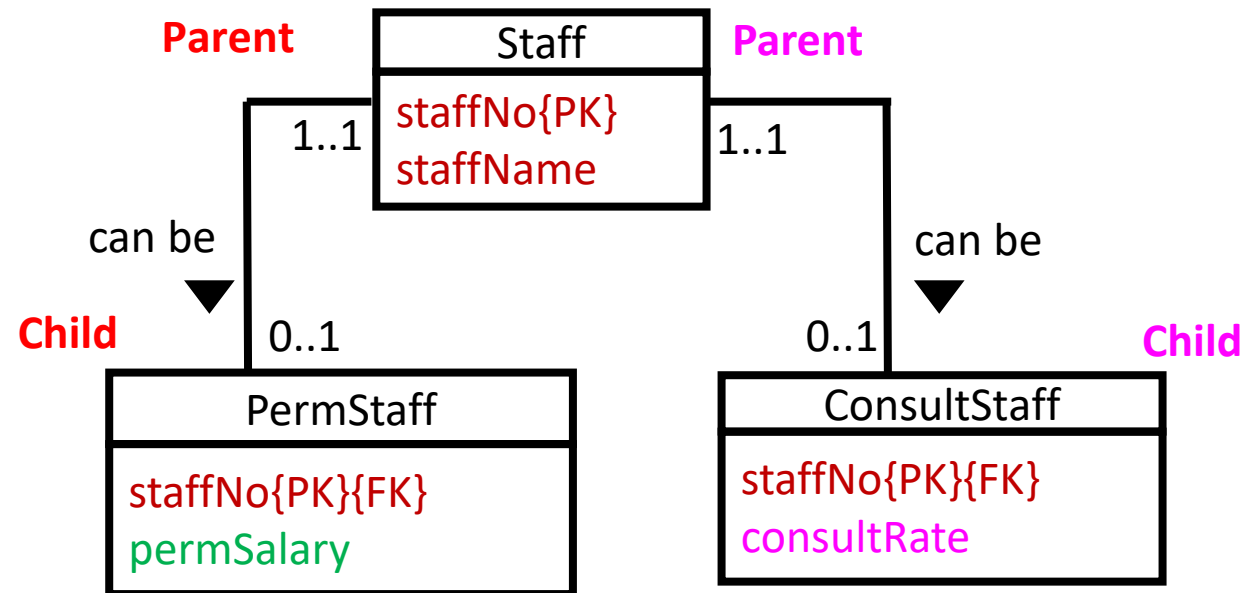 Parent
Staff
Parent
staffNo{PK}
staffName
1..1
1..1
can be
can be
Child
0..1
0..1
Child
PermStaff
staffNo{PK}{FK}
permSalary
ConsultStaff
staffNo{PK}{FK}
consultRate